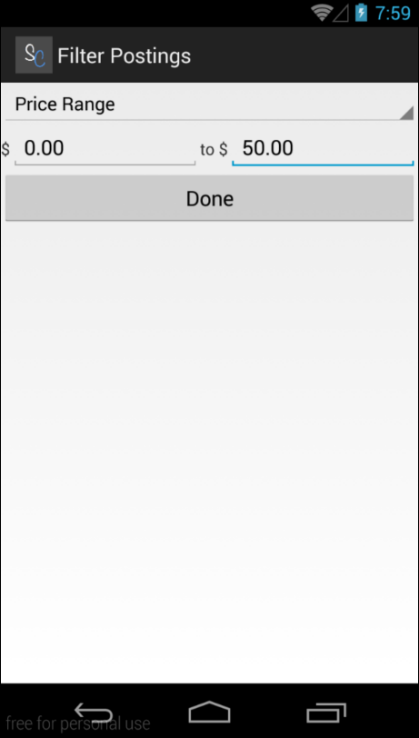 7:59
SC Filter Postings
Price Range
$ 0.00 to $ 50.00
Done
free for personal use